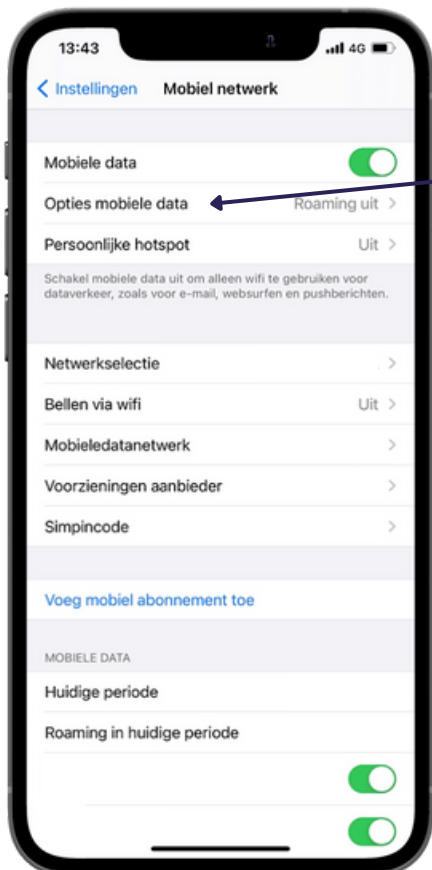 13:43
4G
Instellingen Mobiel netwerk
Mobiele data
Opties mobiele data Roaming uit
Persoonlijke hotspot Uit
Schakel mobiele data uit om alleen wifi te gebruiken voor
dataverkeer, zoals voor e-mail, websurfen en pushberichten.
Netwerkselectie
Bellen via wifi Uit
Mobieledatanetwerk
Voorzieningen aanbieder
Simpincode
Voeg mobiel abonnement toe
MOBIELE DATA
Huidige periode
Roaming in huidige periode